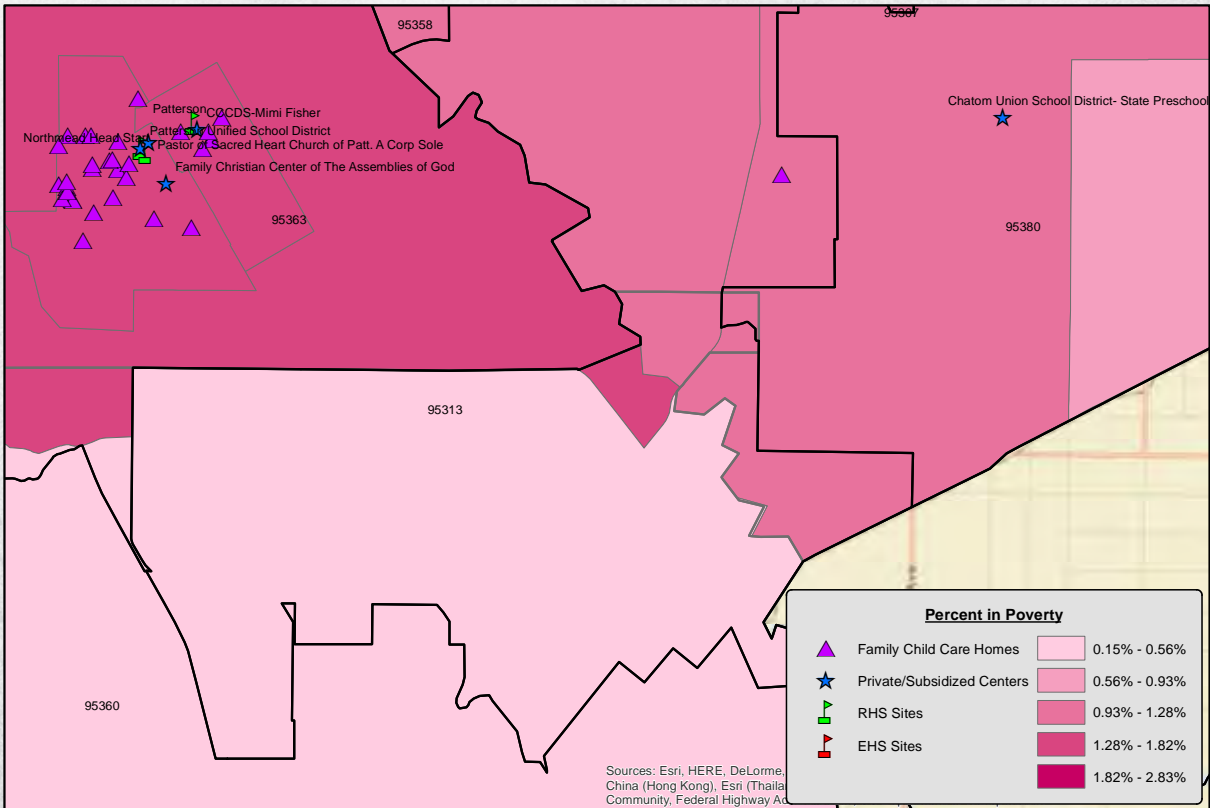 95358
95307
Patterson
CCCDS-Mimi Fisher
Chatom Union School District- State Preschool
Northmead Head Start
Patterson Unified School District
Pastor of Sacred Heart Church of Patt. A Corp Sole
Family Christian Center of The Assemblies of God
95363
95380
95313
95360
Percent in Poverty
Family Child Care Homes
0.15% - 0.56%
Private/Subsidized Centers
0.56% - 0.93%
RHS Sites
0.93% - 1.28%
EHS Sites
1.28% - 1.82%
1.82% - 2.83%
Sources: Esri, HERE, DeLorme,
China (Hong Kong), Esri
Community, Federal Highway